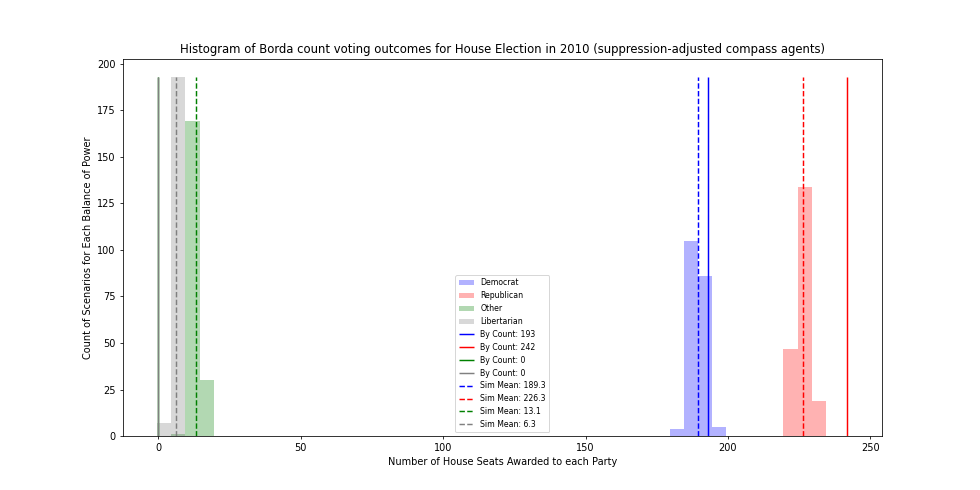 Histogram of Borda count voting outcomes for House Election in 2010 (suppression-adjusted compass agents)
Count of Scenarios for Each Balance of Power
200
175
150
125
100
75
50
25
0
Democrat
Republican
Other
Libertarian
By Count: 193
By Count: 242
By Count: 0
By Count: 0
Sim Mean: 189.3
Sim Mean: 226.3
Sim Mean: 13.1
Sim Mean: 6.3
0 50 100 150 200 250
Number of House Seats Awarded to each Party